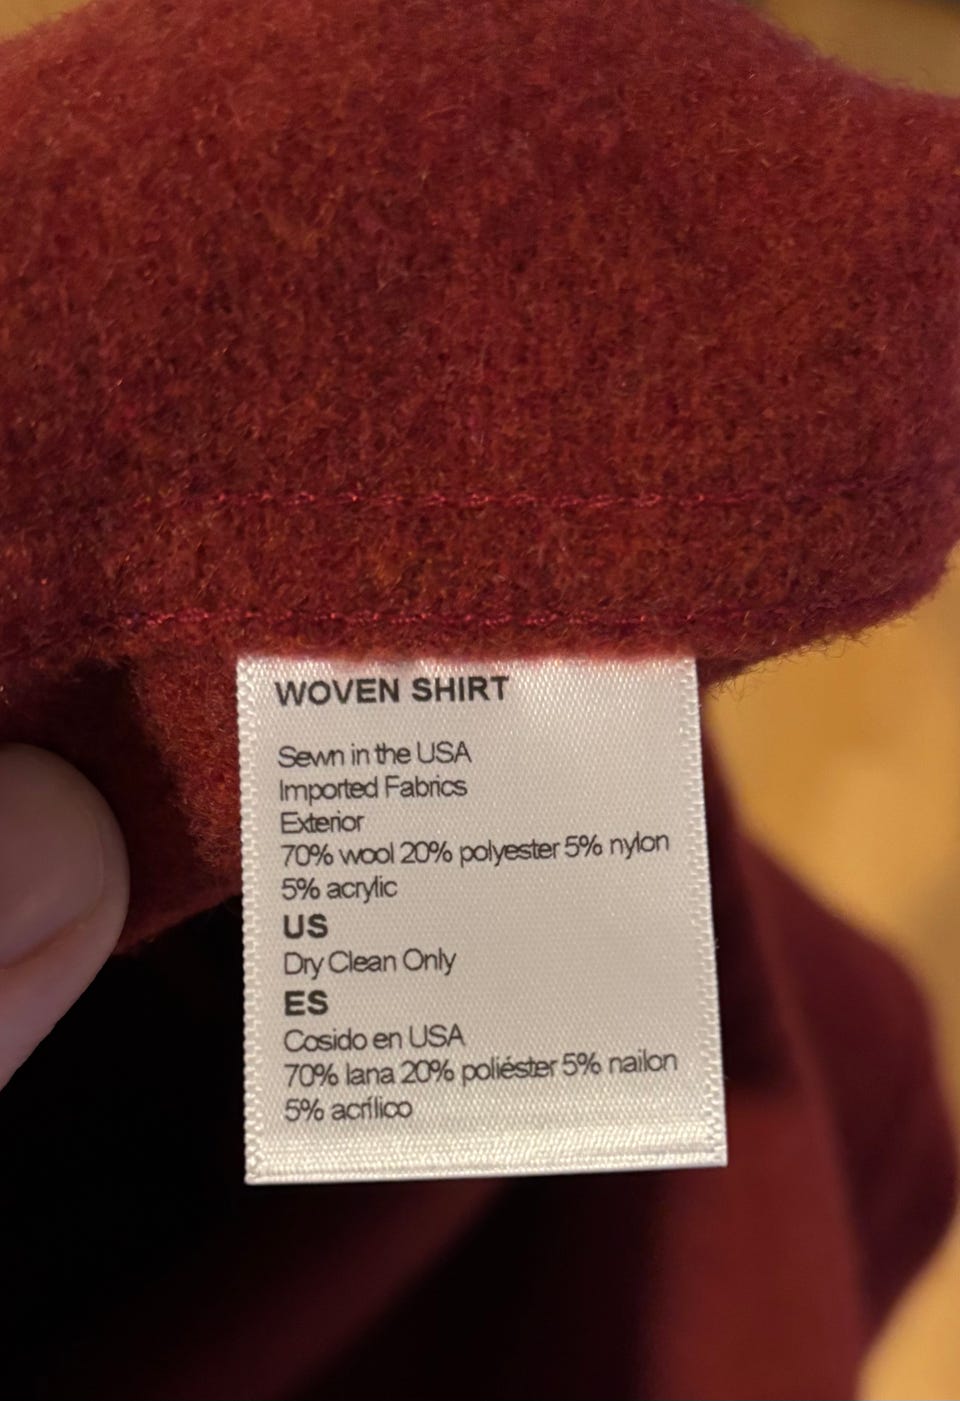 WOVEN SHIRT
Sewn in the USA
Imported Fabrics
Exterior
70% wool 20% polyester 5% nylon
5% acrylic
US
Dry Clean Only
ES
Cosido en USA
70% lana 20% poliéster 5% nailon
5% acrílico